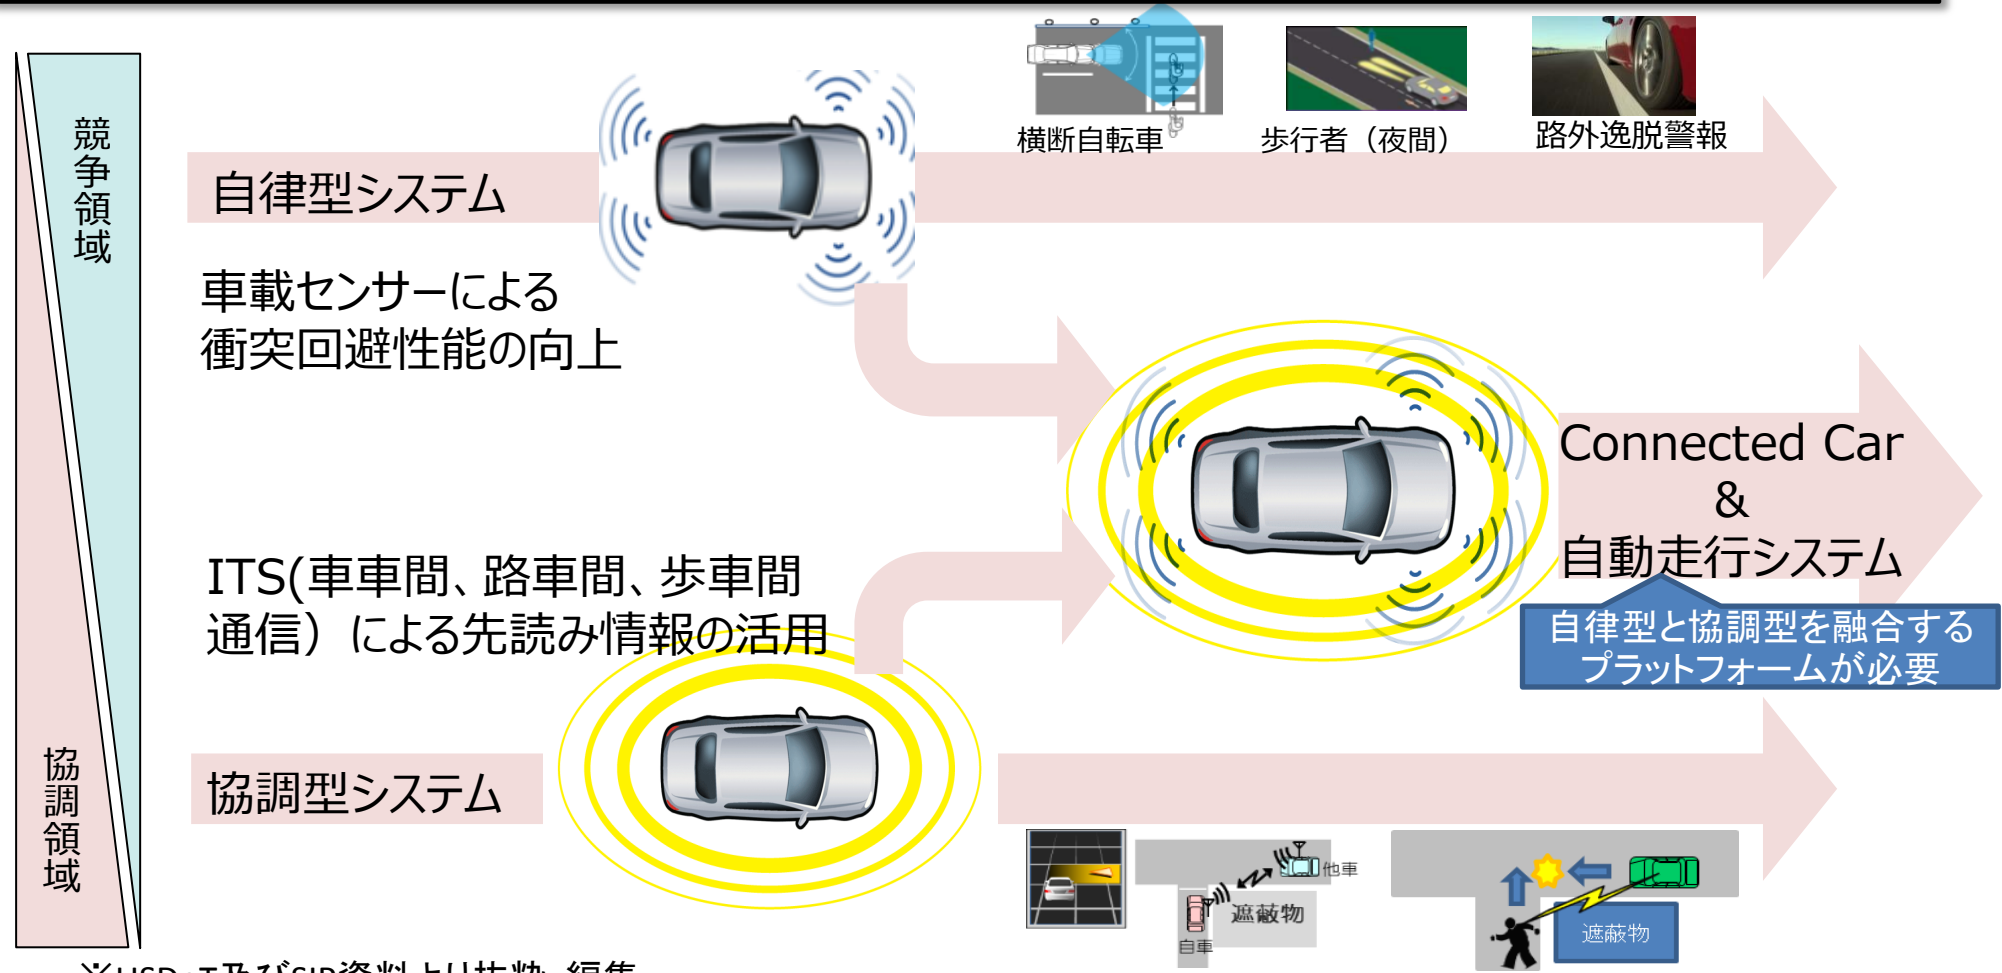 競争領域
協調領域
横断自転車
歩行者（夜間）
路外逸脱警報
自律型システム
車載センサーによる
衝突回避性能の向上
Connected Car
&
自動走行システム
自律型と協調型を融合する
プラットフォームが必要
ITS(車車間、路車間、歩車間
通信）による先読み情報の活用
協調型システム
他車
遮蔽物
自車
遮蔽物